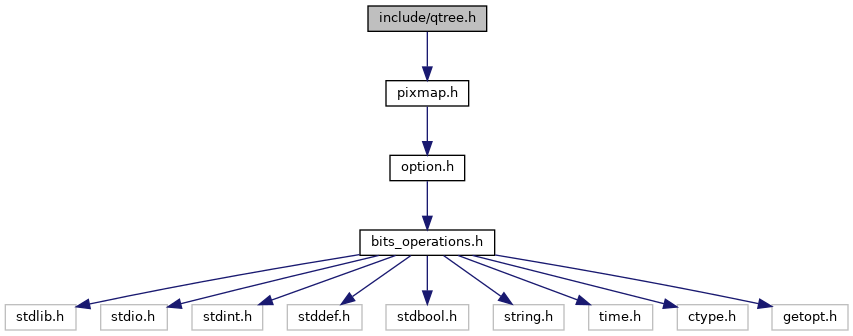 include/qtree.h
pixmap.h
option.h
bits_operations.h
stdlib.h
stdio.h
stdint.h
stddef.h
stdbool.h
string.h
time.h
ctype.h
getopt.h